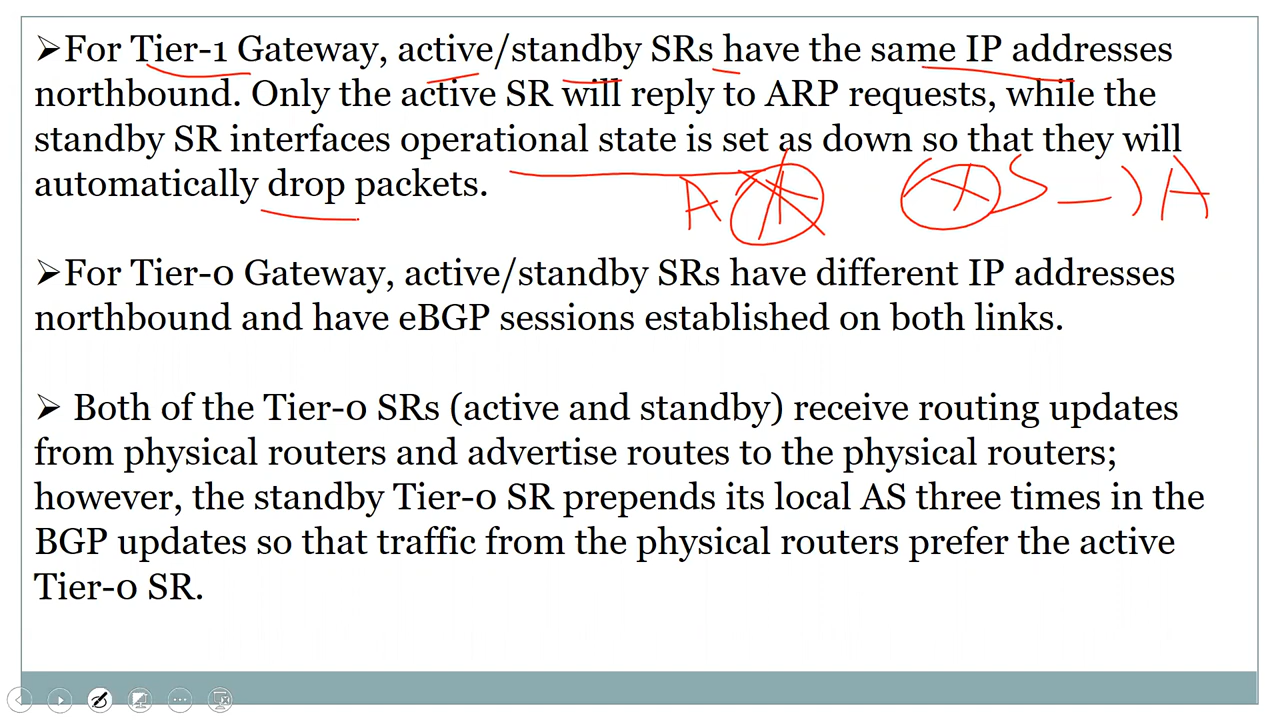 ➢For Tier-1 Gateway, active/standby SRs have the same IP addresses
northbound. Only the active SR will reply to ARP requests, while the
standby SR interfaces operational state is set as down so that they will
automatically drop packets.
A S A
➢For Tier-0 Gateway, active/standby SRs have different IP addresses
northbound and have eBGP sessions established on both links.
➢ Both of the Tier-0 SRs (active and standby) receive routing updates
from physical routers and advertise routes to the physical routers;
however, the standby Tier-0 SR prepends its local AS three times in the
BGP updates so that traffic from the physical routers prefer the active
Tier-0 SR.